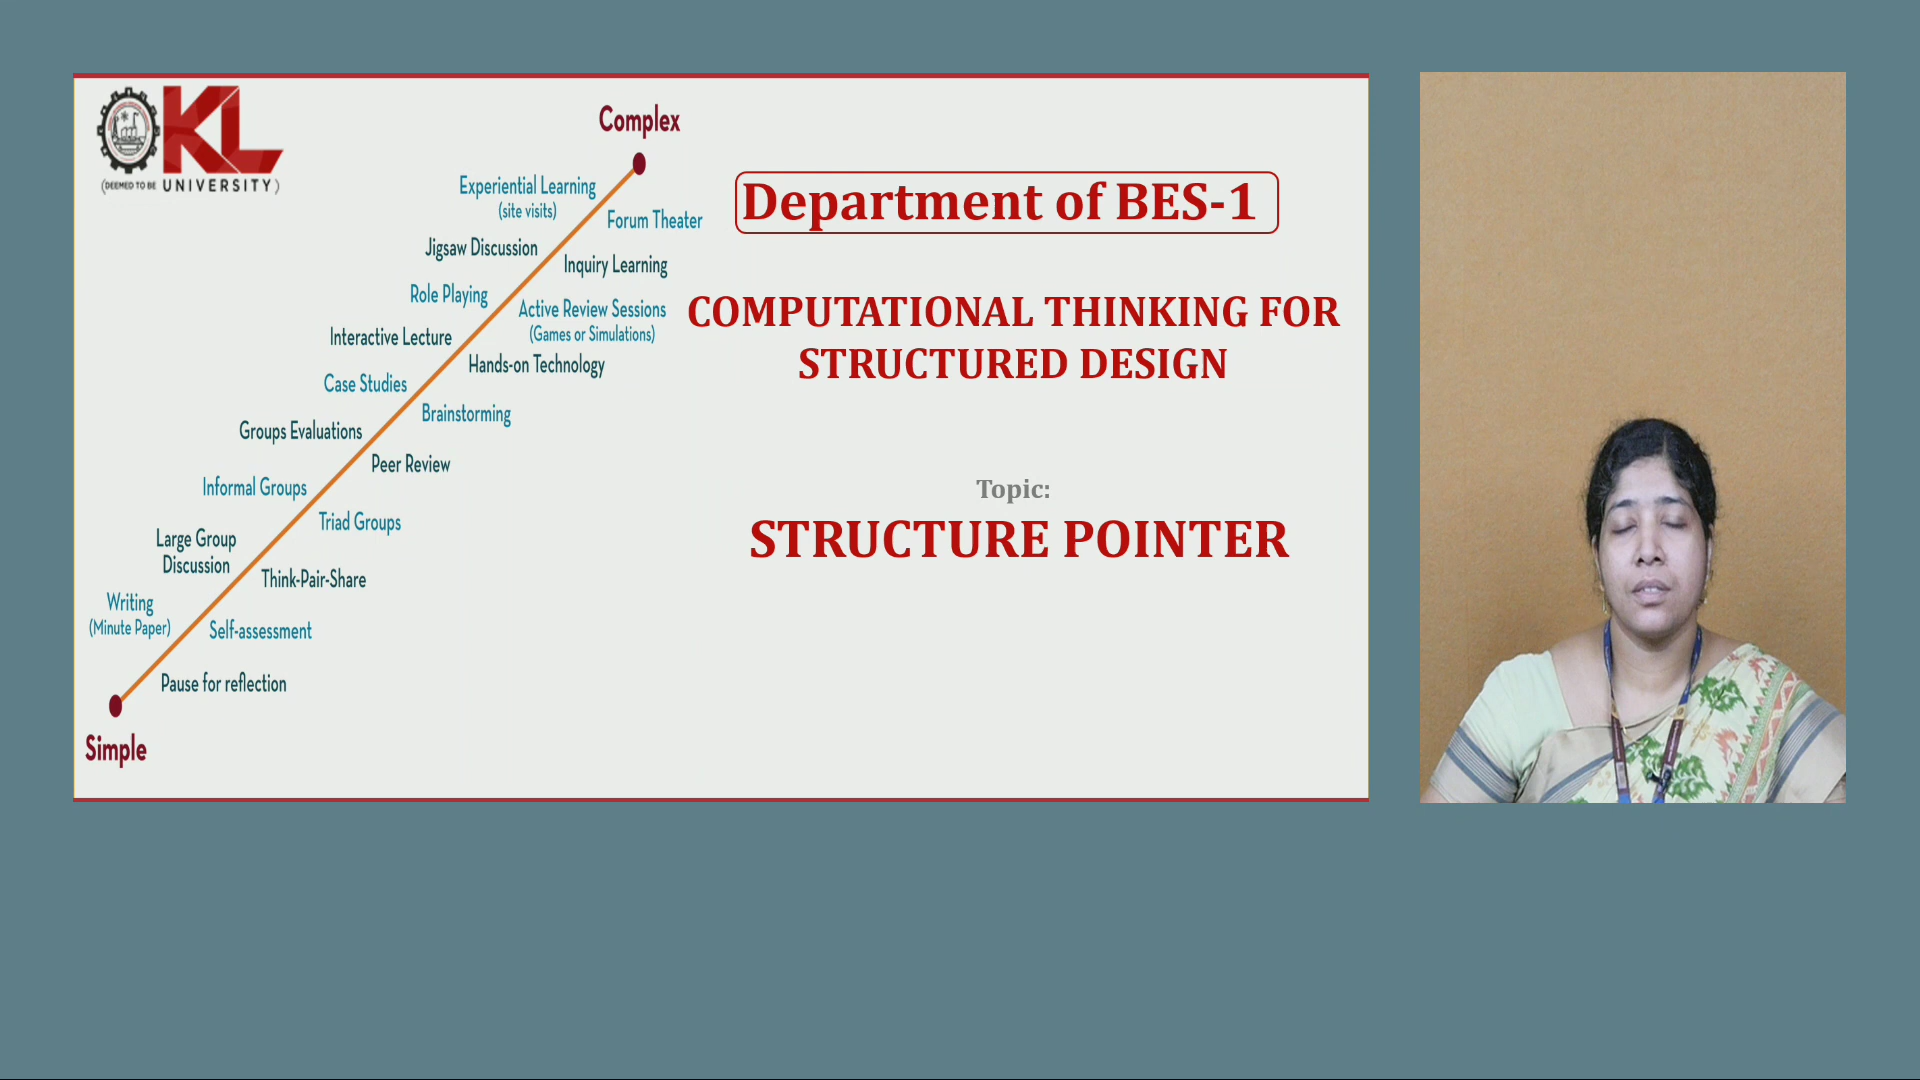 KL
(DEEMED TO BE UNIVERSITY)
Complex
Experiential Learning
(site visits)
Forum Theater
Jigsaw Discussion
Inquiry Learning
Role Playing
Active Review Sessions
(Games or Simulations)
Interactive Lecture
Hands-on Technology
Case Studies
Brainstorming
Groups Evaluations
Peer Review
Informal Groups
Triad Groups
Large Group
Discussion
Think-Pair-Share
Writing
(Minute Paper)
Self-assessment
Pause for reflection
Simple
Department of BES-1
COMPUTATIONAL THINKING FOR
STRUCTURED DESIGN
Topic:
STRUCTURE POINTER